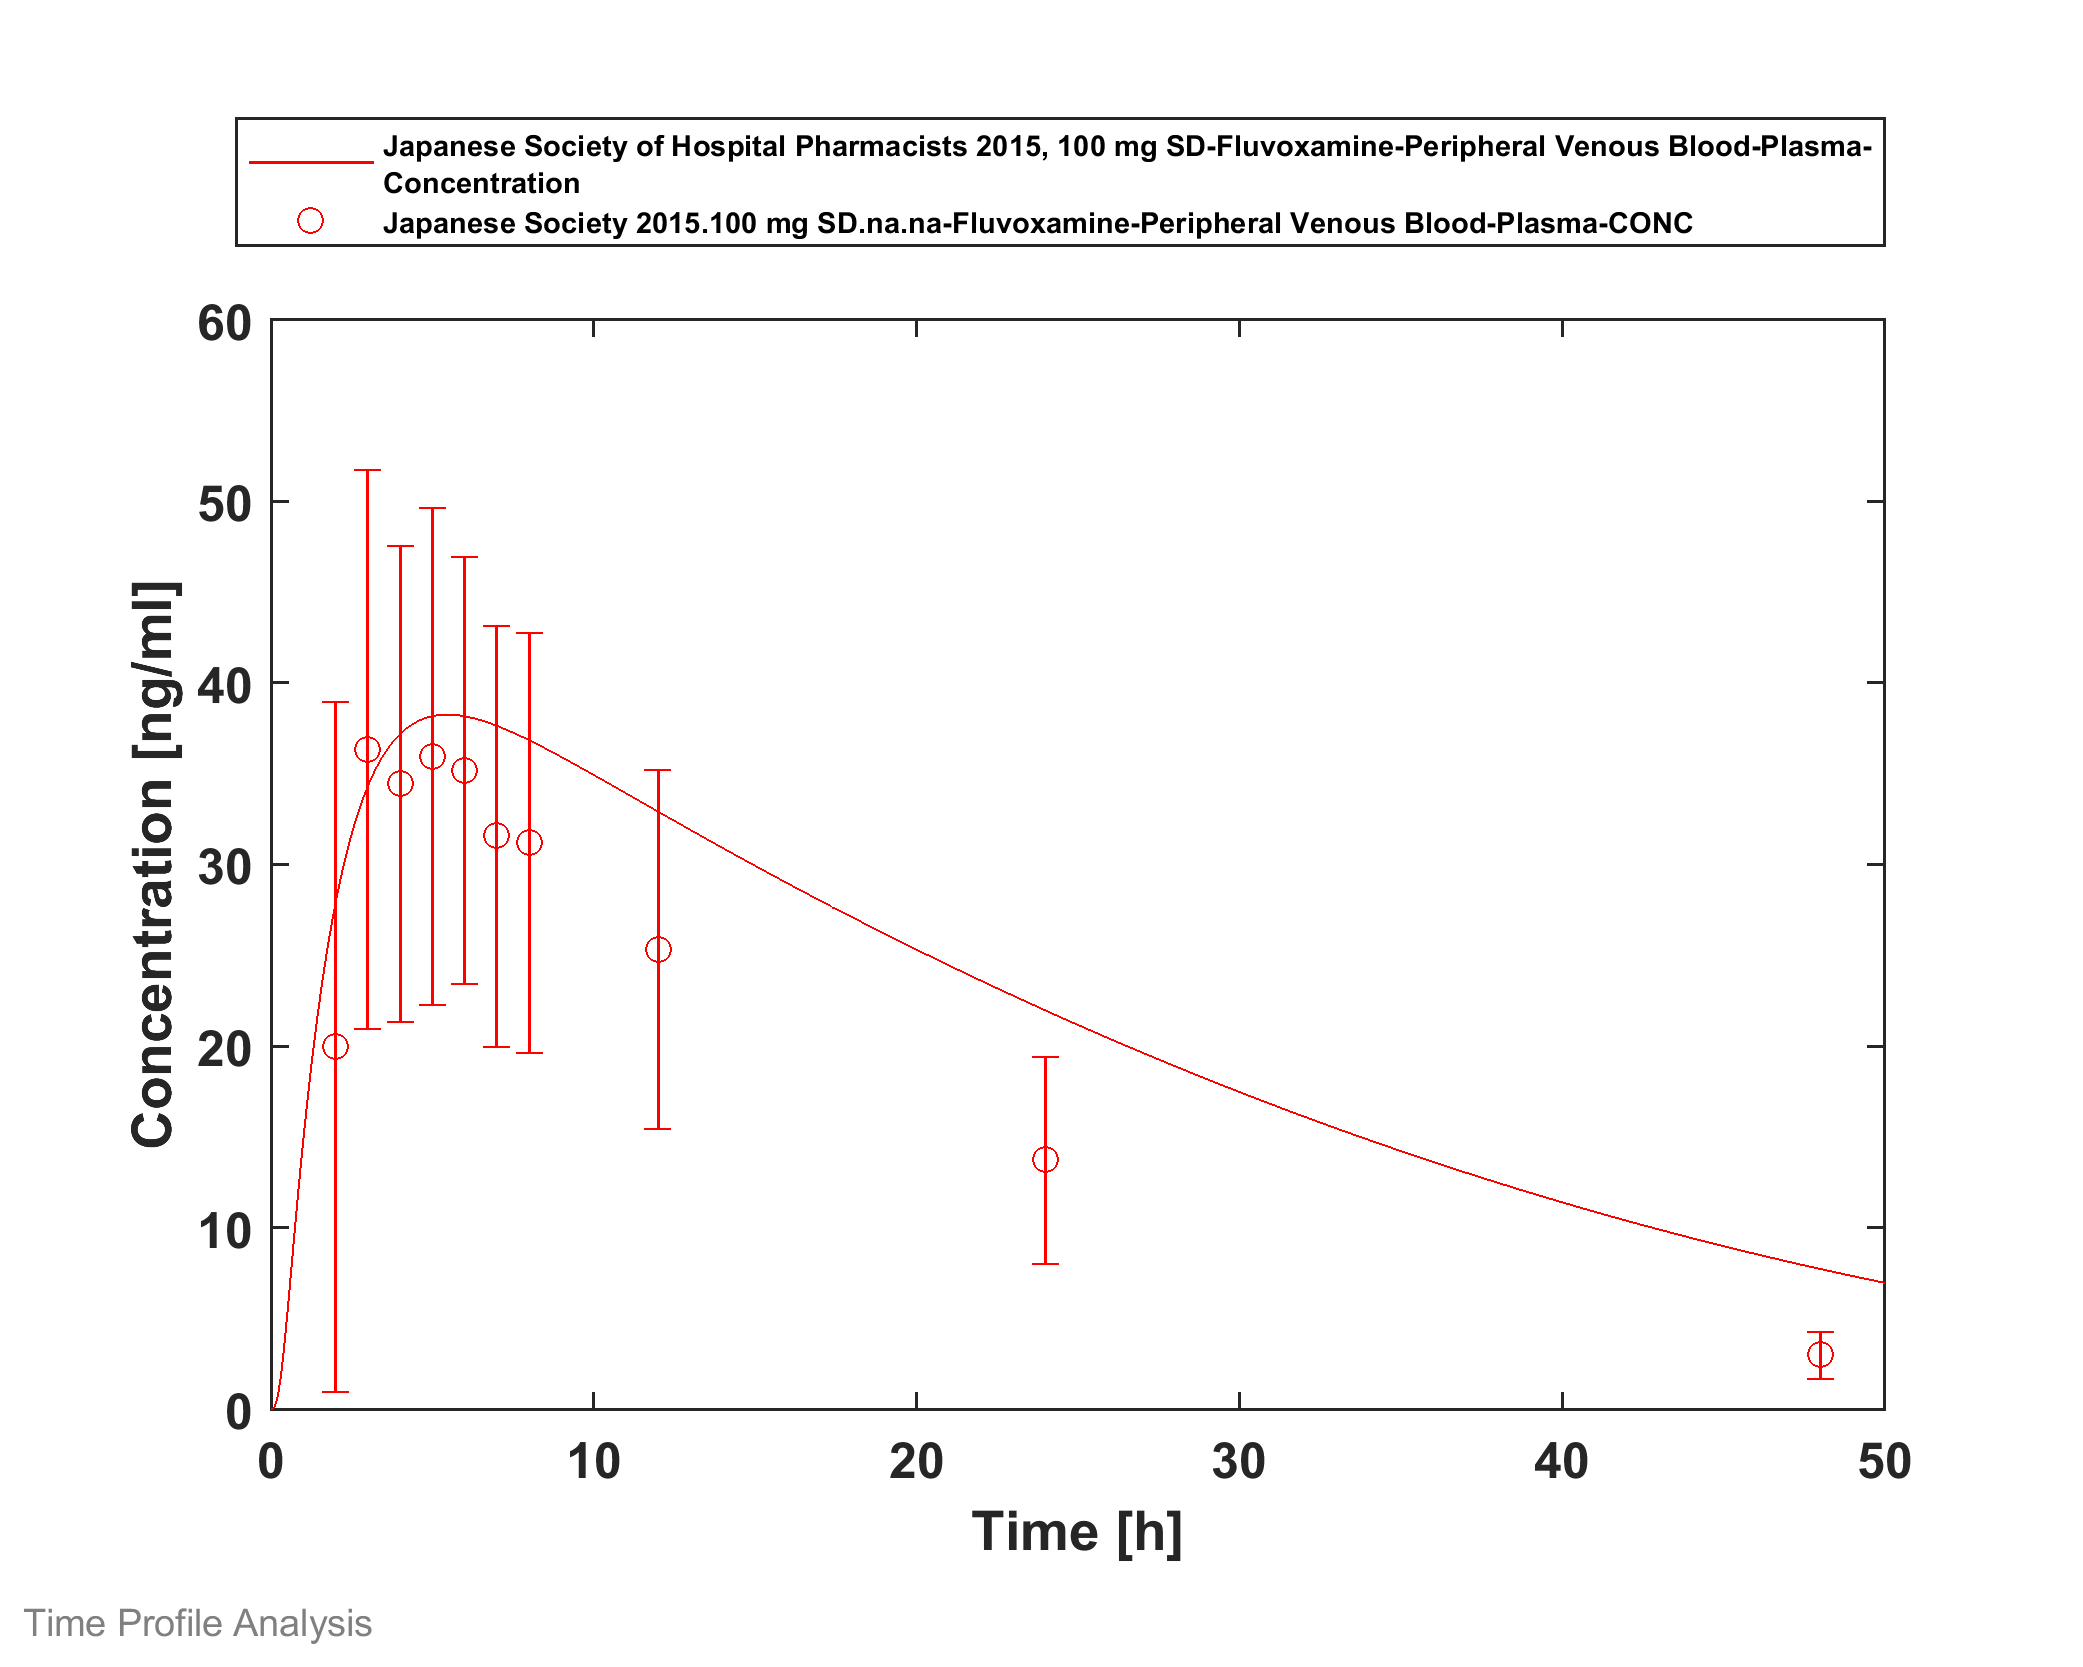 Japanese Society of Hospital Pharmacists 2015, 100 mg SD-Fluvoxamine-Peripheral Venous Blood-Plasma-
Concentration
Japanese Society 2015.100 mg SD.na.na-Fluvoxamine-Peripheral Venous Blood-Plasma-CONC
60
50
40
30
20
10
0
Concentration [ng/ml]
0 10 20 30 40 50
Time [h]
Time Profile Analysis